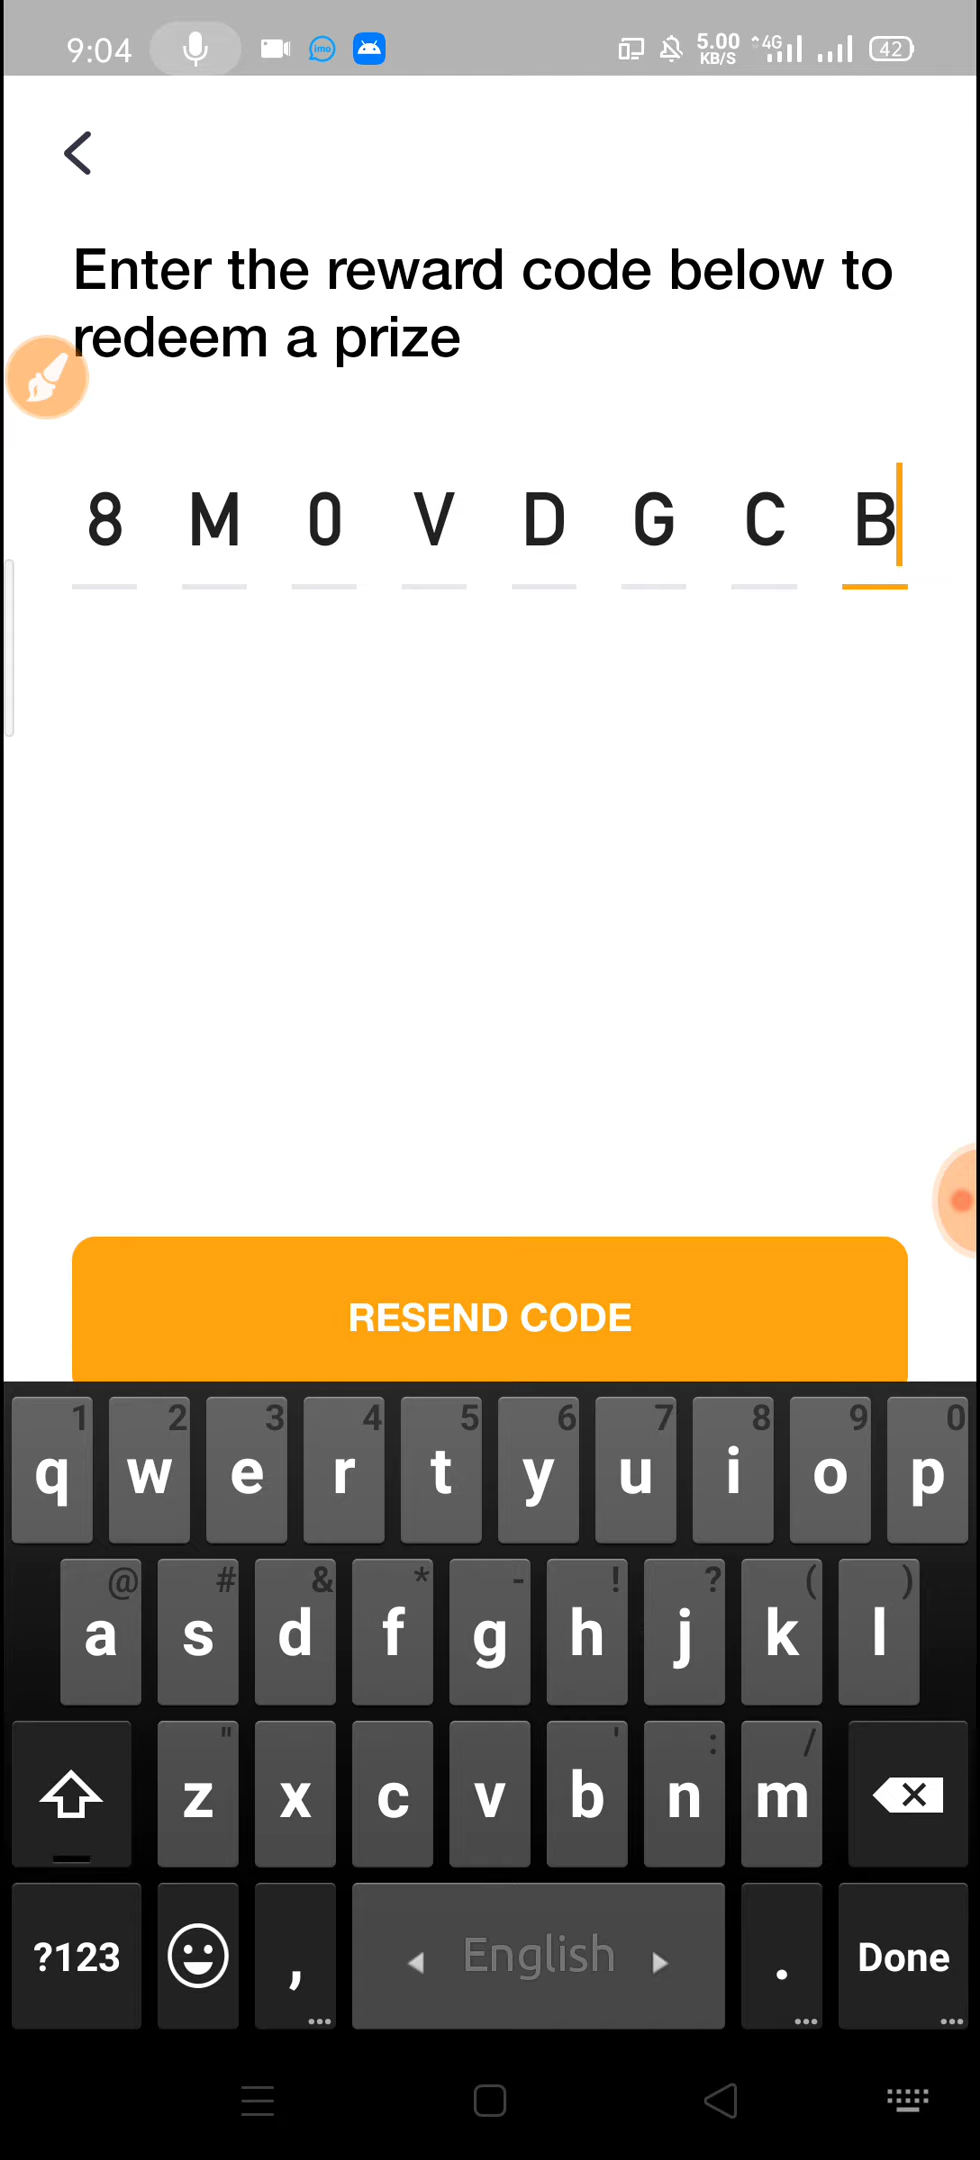 9:04 imo 5.00 KB/S 4G 42
Enter the reward code below to
redeem a prize
8 M 0 V D G C B
RESEND CODE
1 2 3 4 5 6 7 8 9 0
q w e r t y u i o p
@ # & * - ! ? ( )
a s d f g h j k l
" ' : /
z x c v b n m
?123 , ◂ English ▸ . Done
... ... ...